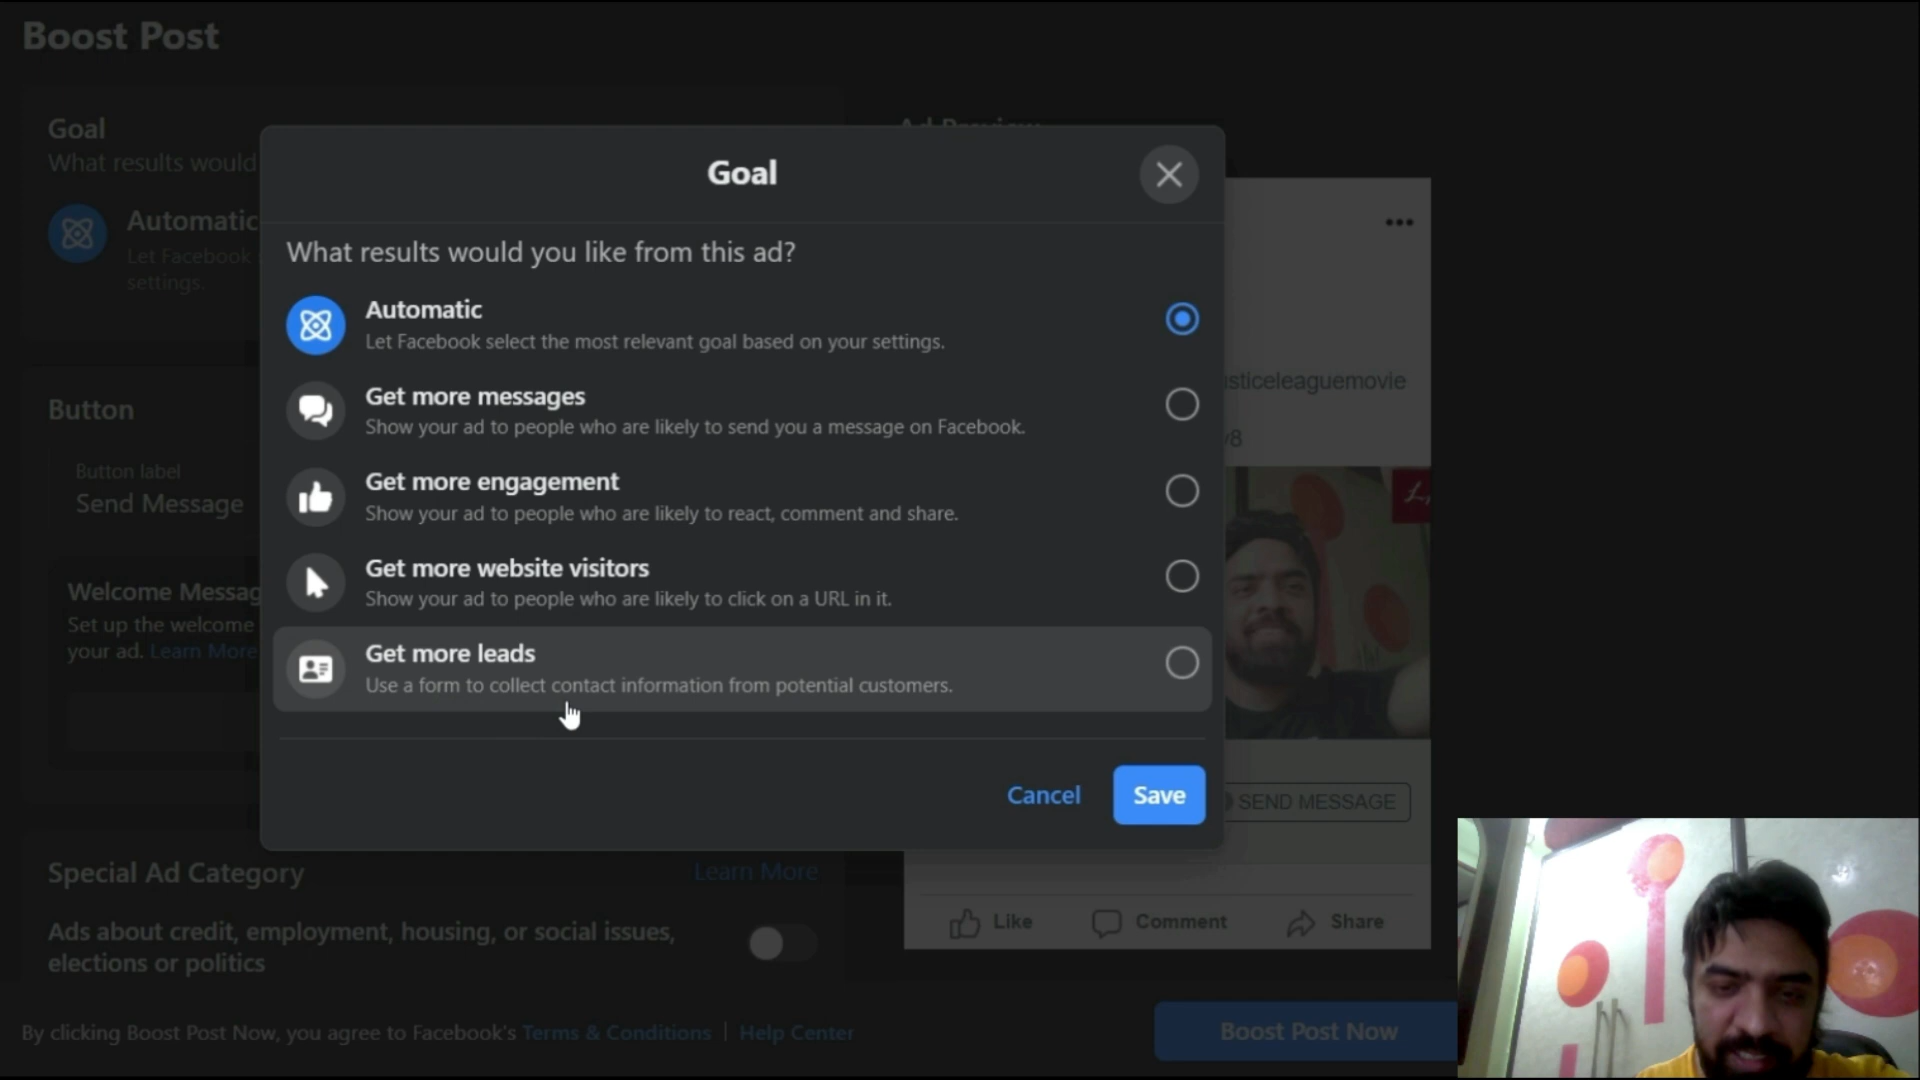 Boost Post
Goal
What results would
Automatic
Let Facebook
settings.
Button
Button label
Send Message
Welcome Messag
Set up the welcome
your ad. Learn More
Special Ad Category
Learn More
Ads about credit, employment, housing, or social issues,
elections or politics
By clicking Boost Post Now, you agree to Facebook's Terms & Conditions | Help Center
Goal
What results would you like from this ad?
Automatic
Let Facebook select the most relevant goal based on your settings.
Get more messages
Show your ad to people who are likely to send you a message on Facebook.
Get more engagement
Show your ad to people who are likely to react, comment and share.
Get more website visitors
Show your ad to people who are likely to click on a URL in it.
Get more leads
Use a form to collect contact information from potential customers.
Cancel
Save
Ad Preview
sticeleaguemovie
SEND MESSAGE
Like
Comment
Share
Boost Post Now